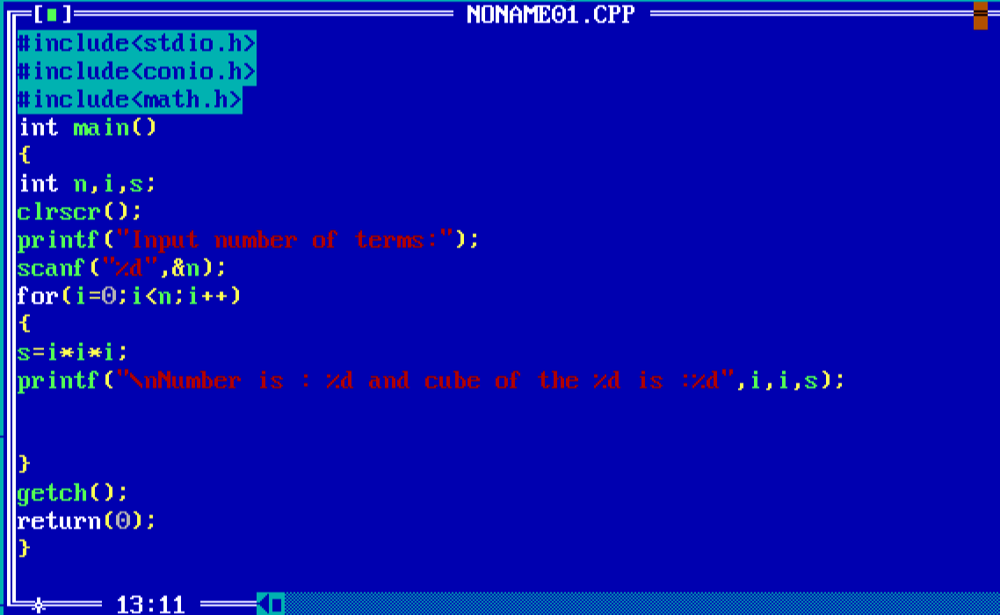 [■] NONAME01.CPP
#include<stdio.h>
#include<conio.h>
#include<math.h>
int main()
{
int n,i,s;
clrscr();
printf("Input number of terms:");
scanf("%d",&n);
for(i=0;i<n;i++)
{
s=i*i*i;
printf("\nNumber is : %d and cube of the %d is :%d",i,i,s);
}
getch();
return(0);
}
13:11